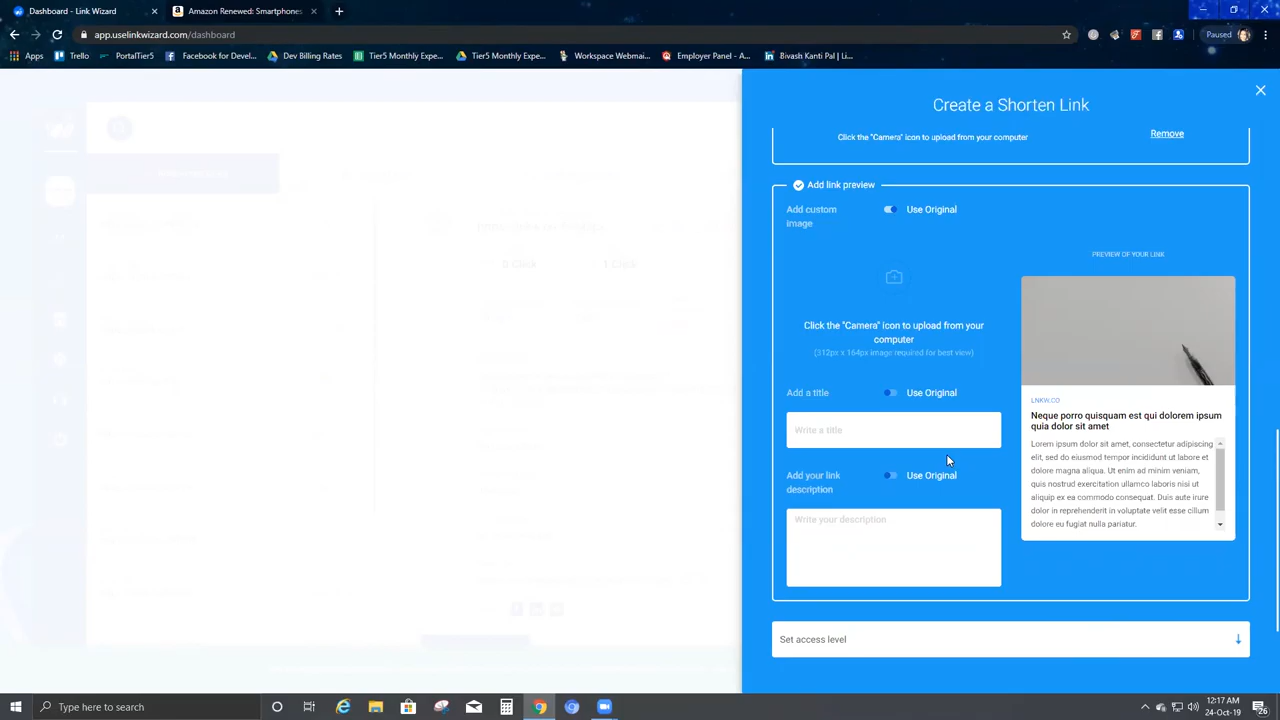 Dashboard - Link Wizard
Amazon Renewed: Smartphones
app.uselinkwizard.com/dashboard
Paused
Apps
Trello
PortalTier5
Facebook for Devel...
Dev Billing Rates
Tier5 Monthly Expe...
Tier5 Monthly Expe...
Workspace Webmai...
Employer Panel - A...
Bivash Kanti Pal | Li...
Create a Shorten Link
Click the "Camera" icon to upload from your computer
Remove
Add link preview
Add custom
image
Use Original
PREVIEW OF YOUR LINK
Click the "Camera" icon to upload from your
computer
(312px x 164px image required for best view)
Add a title
Use Original
Write a title
LNKW.CO
Neque porro quisquam est qui dolorem ipsum
quia dolor sit amet
Lorem ipsum dolor sit amet, consectetur adipiscing
elit, sed do eiusmod tempor incididunt ut labore et
dolore magna aliqua. Ut enim ad minim veniam,
quis nostrud exercitation ullamco laboris nisi ut
aliquip ex ea commodo consequat. Duis aute irure
dolor in reprehenderit in voluptate velit esse cillum
dolore eu fugiat nulla pariatur.
Add your link
description
Use Original
Write your description
Set access level
0 Click
1 Click
Type here to search
12:17 AM
24-Oct-19
26